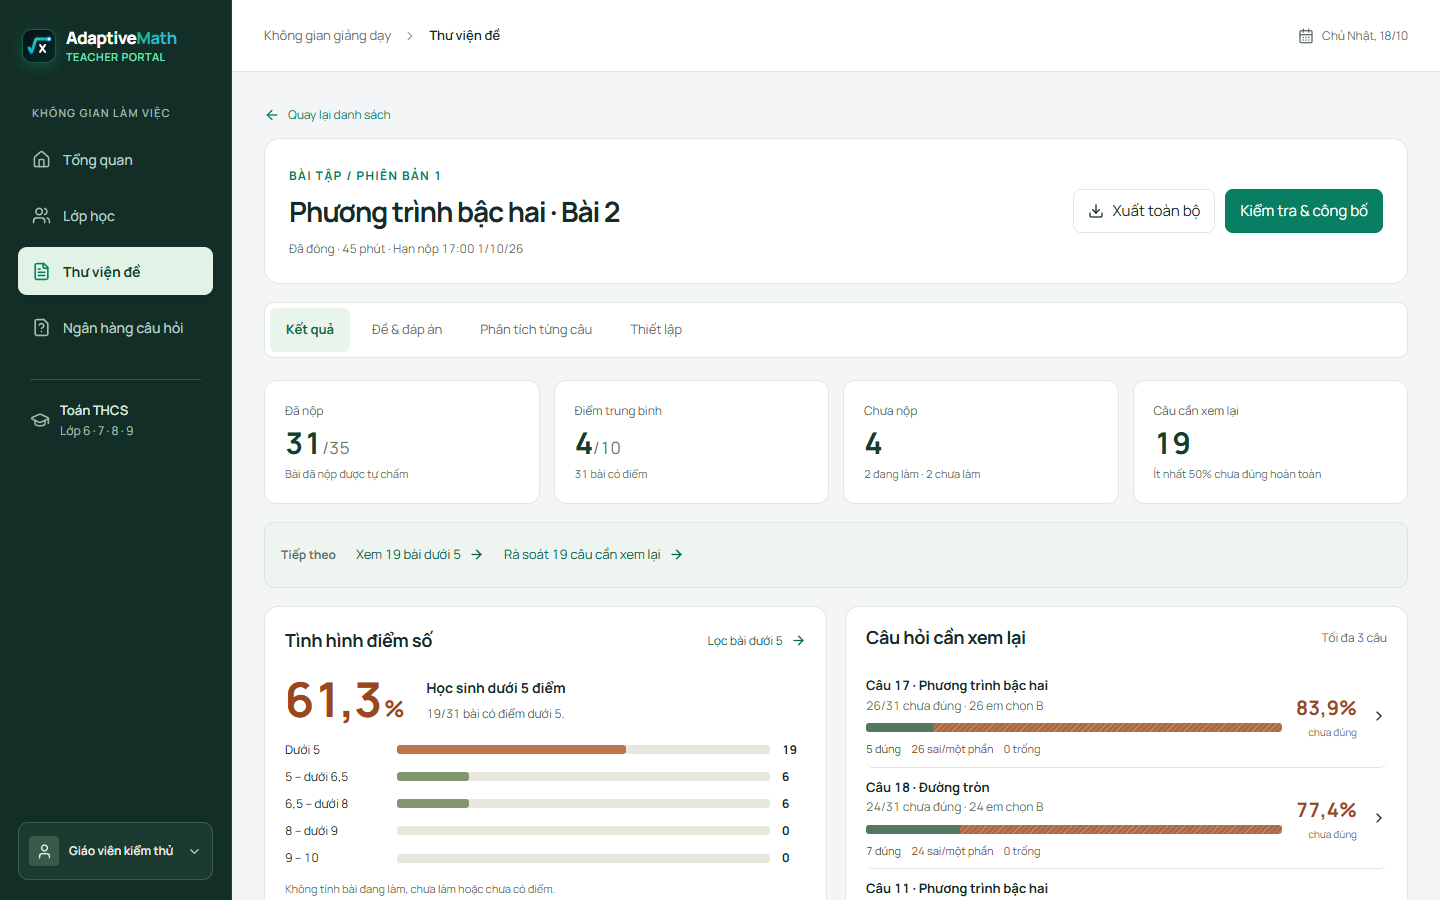 AdaptiveMath
TEACHER PORTAL
KHÔNG GIAN LÀM VIỆC
Tổng quan
Lớp học
Thư viện đề
Ngân hàng câu hỏi
Toán THCS
Lớp 6 · 7 · 8 · 9
Giáo viên kiểm thử
Không gian giảng dạy > Thư viện đề
Chủ Nhật, 18/10
Quay lại danh sách
BÀI TẬP / PHIÊN BẢN 1
Phương trình bậc hai · Bài 2
Đã đóng · 45 phút · Hạn nộp 17:00 1/10/26
Xuất toàn bộ
Kiểm tra & công bố
Kết quả
Đề & đáp án
Phân tích từng câu
Thiết lập
Đã nộp
31/35
Bài đã nộp được tự chấm
Điểm trung bình
4/10
31 bài có điểm
Chưa nộp
4
2 đang làm · 2 chưa làm
Câu cần xem lại
19
Ít nhất 50% chưa đúng hoàn toàn
Tiếp theo
Xem 19 bài dưới 5 →
Rà soát 19 câu cần xem lại →
Tình hình điểm số
Lọc bài dưới 5 →
61,3%
Học sinh dưới 5 điểm
19/31 bài có điểm dưới 5.
Dưới 5 19
5 – dưới 6,5 6
6,5 – dưới 8 6
8 – dưới 9 0
9 – 10 0
Không tính bài đang làm, chưa làm hoặc chưa có điểm.
Câu hỏi cần xem lại
Tối đa 3 câu
Câu 17 · Phương trình bậc hai
26/31 chưa đúng · 26 em chọn B
83,9%
chưa đúng
5 đúng 26 sai/một phần 0 trống
Câu 18 · Đường tròn
24/31 chưa đúng · 24 em chọn B
77,4%
chưa đúng
7 đúng 24 sai/một phần 0 trống
Câu 11 · Phương trình bậc hai